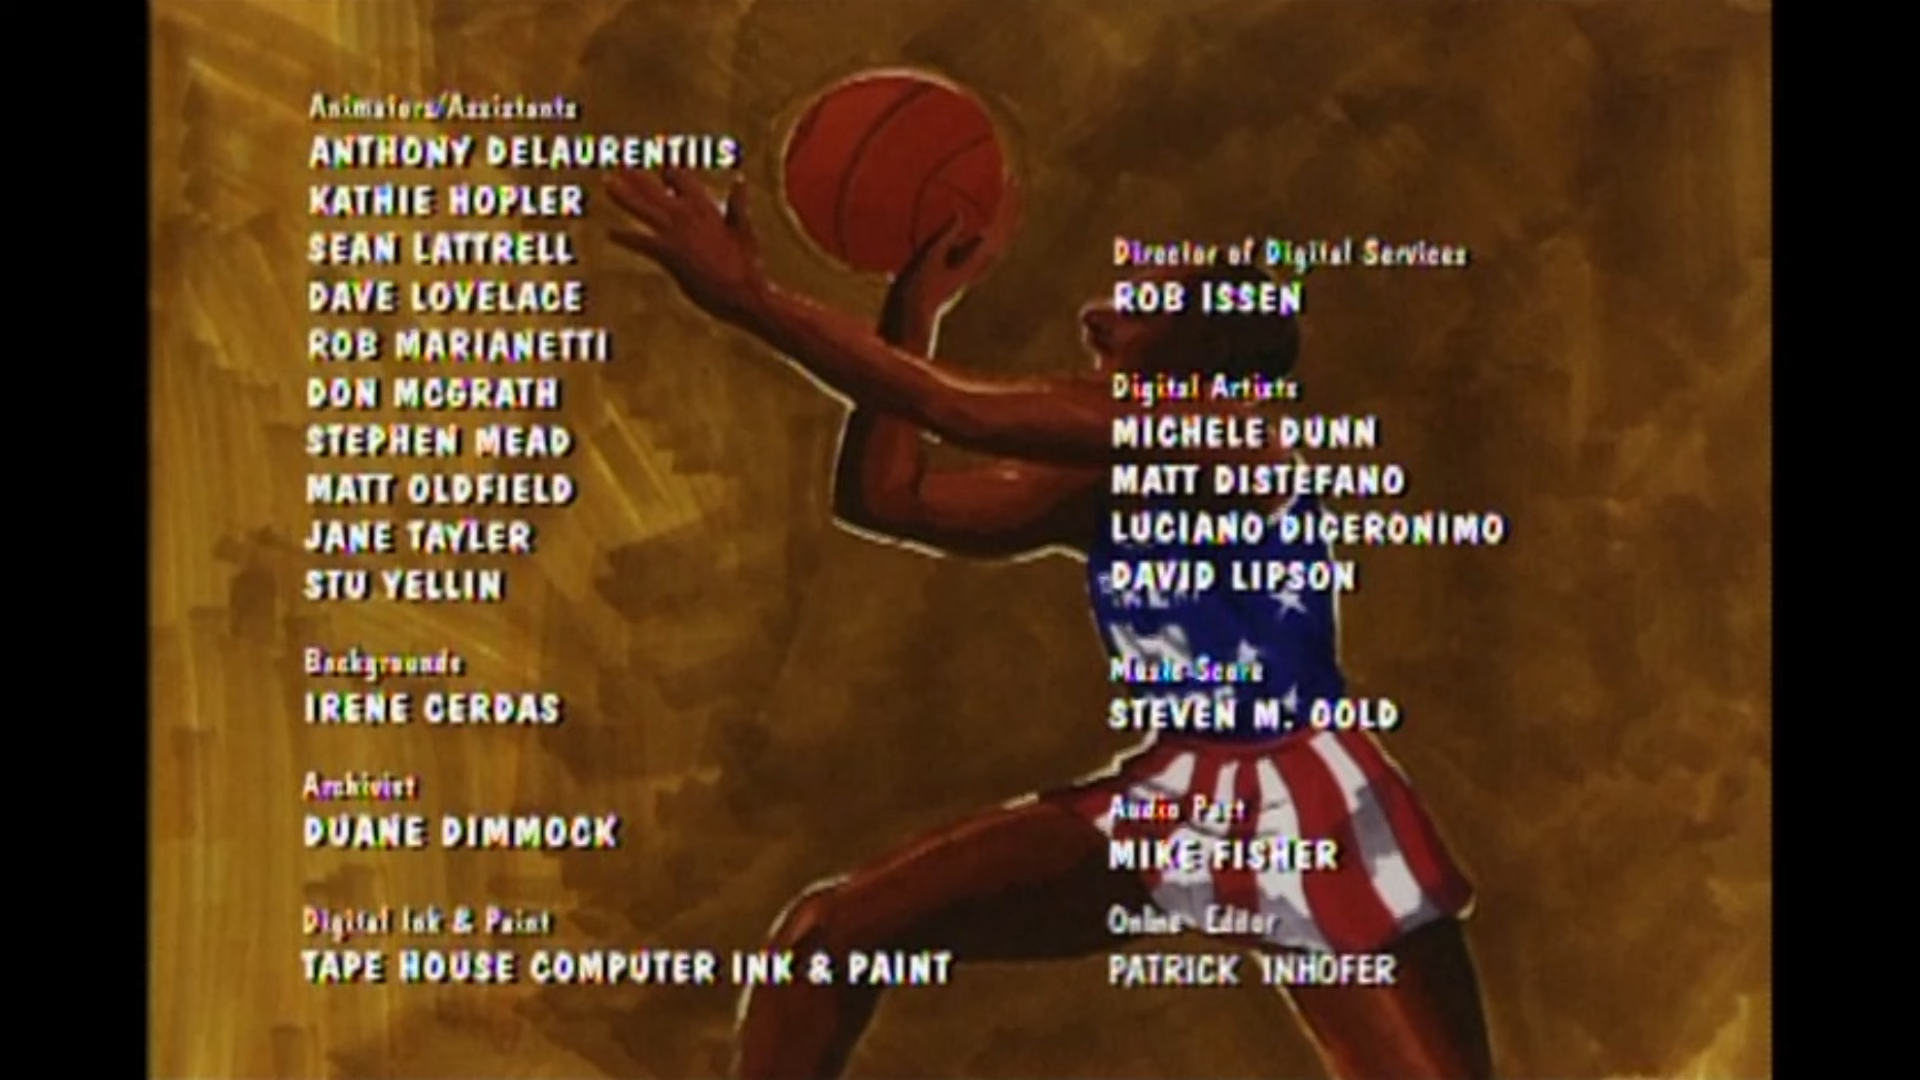 Animators/Assistants
ANTHONY DELAURENTIIS
KATHIE HOPLER
SEAN LATTRELL
DAVE LOVELACE
ROB MARIANETTI
DON MCGRATH
STEPHEN MEAD
MATT OLDFIELD
JANE TAYLER
STU YELLIN
Backgrounds
IRENE CERDAS
Archivist
DUANE DIMMOCK
Digital Ink & Paint
TAPE HOUSE COMPUTER INK & PAINT
Director of Digital Services
ROB ISSEN
Digital Artists
MICHELE DUNN
MATT DISTEFANO
LUCIANO DIGERONIMO
DAVID LIPSON
Music Score
STEVEN M. GOLD
Audio Post
MIKE FISHER
Online Editor
PATRICK INHOFER